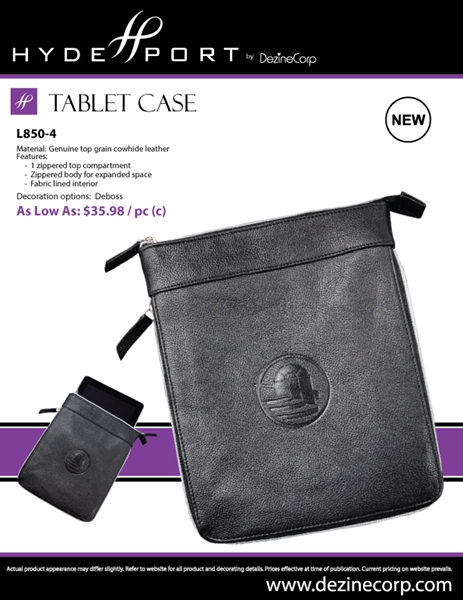 HYDE PORT by DezineCorp
TABLET CASE
NEW
L850-4
Material: Genuine top grain cowhide leather
Features:
- 1 zippered top compartment
- Zippered body for expanded space
- Fabric lined interior
Decoration options: Deboss
As Low As: $35.98 / pc (c)
Actual product appearance may differ slightly. Refer to website for all product and decorating details. Prices effective at time of publication. Current pricing on website prevails.
www.dezinecorp.com